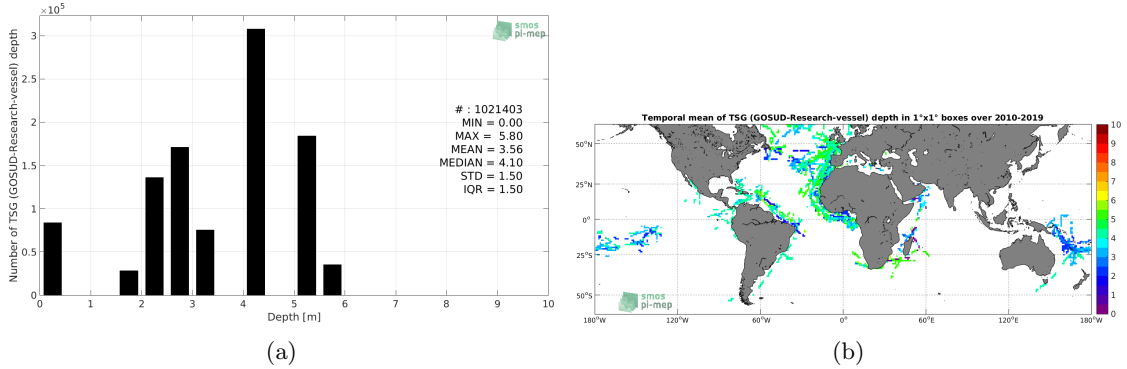 ×10⁵
3
2.5
2
1.5
1
0.5
0
Number of TSG (GOSUD-Research-vessel) depth
smos
pi-mep
# : 1021403
MIN = 0.00
MAX = 5.80
MEAN = 3.56
MEDIAN = 4.10
STD = 1.50
IQR = 1.50
0 1 2 3 4 5 6 7 8 9 10
Depth [m]
(a)
Temporal mean of TSG (GOSUD-Research-vessel) depth in 1°x1° boxes over 2010-2019
50°N
25°N
0°
25°S
50°S
smos
pi-mep
180°W 120°W 60°W 0° 60°E 120°E 180°W
10
9
8
7
6
5
4
3
2
1
0
(b)